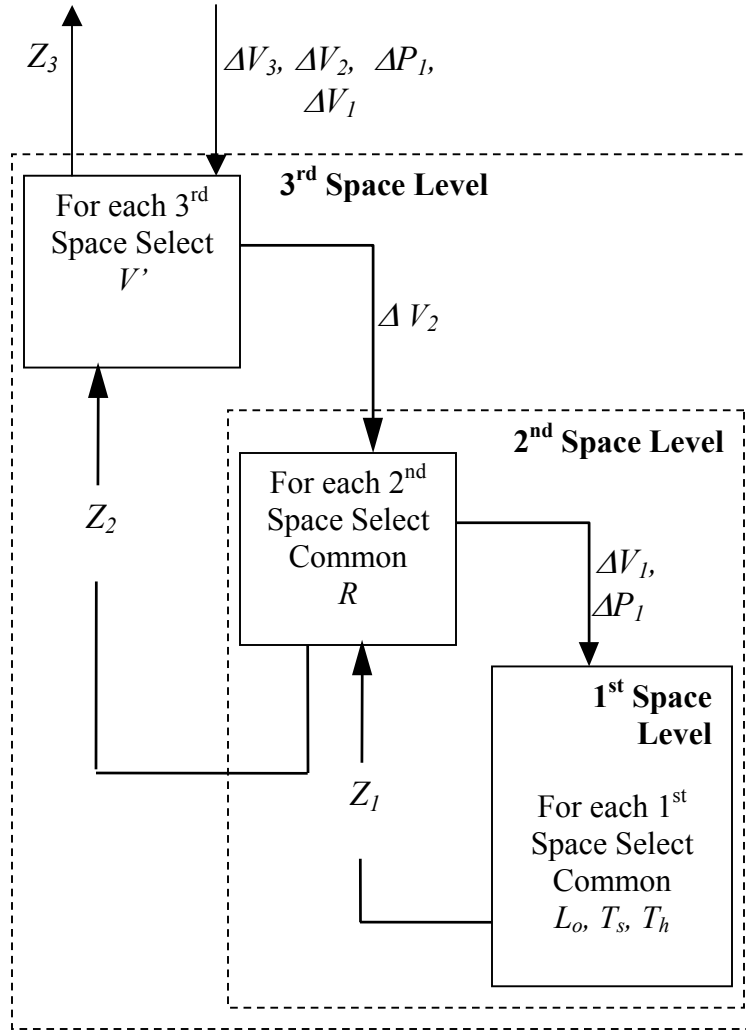 Z₃
ΔV₃, ΔV₂, ΔP₁,
ΔV₁
3ʳᵈ Space Level
For each 3ʳᵈ
Space Select
V’
Δ V₂
2ⁿᵈ Space Level
For each 2ⁿᵈ
Space Select
Common
R
Z₂
ΔV₁,
ΔP₁
1ˢᵗ Space
Level
Z₁
For each 1ˢᵗ
Space Select
Common
Lₒ, Tₛ, Tₕ